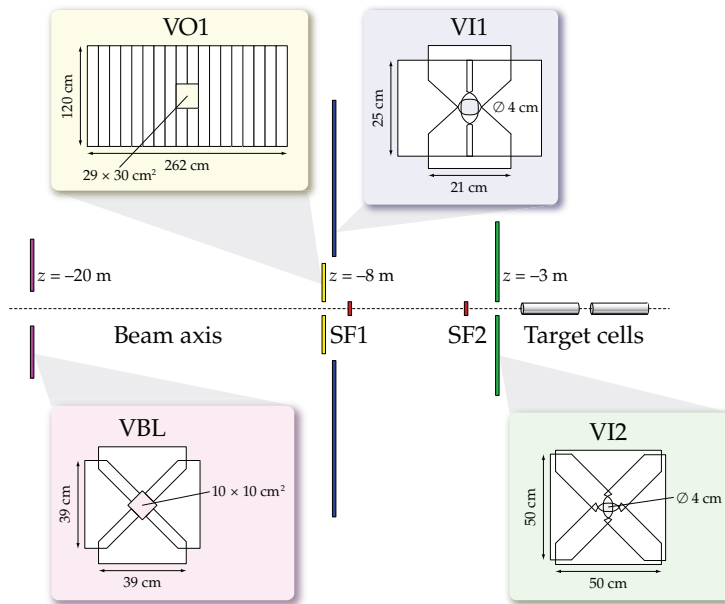 VO1
120 cm
262 cm
29 × 30 cm²
VI1
25 cm
Ø 4 cm
21 cm
z = –20 m
z = –8 m
z = –3 m
Beam axis
SF1
SF2
Target cells
VBL
39 cm
10 × 10 cm²
39 cm
VI2
50 cm
Ø 4 cm
50 cm